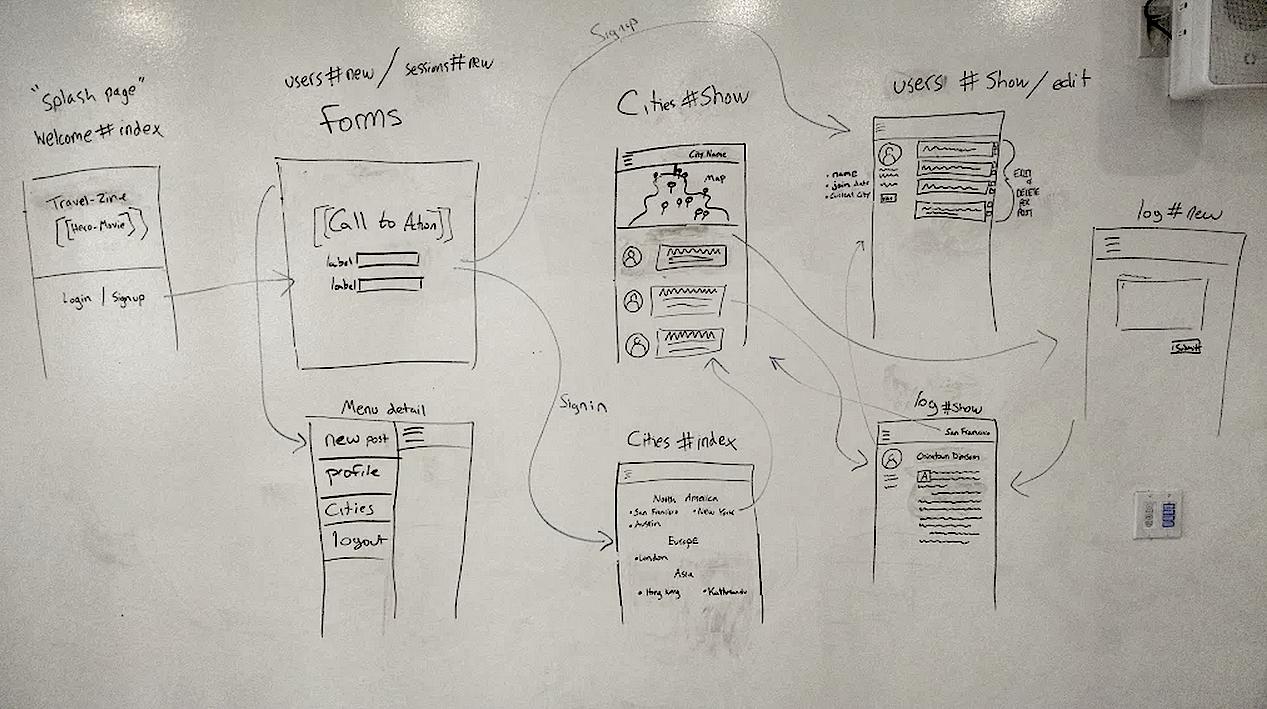 "Splash page"
Welcome#index
Travel-Zine
[[Hero-Movie]]
Login / Signup
users#new / sessions#new
Forms
[[Call to Action]]
label
label
Signup
Signin
Menu detail
new post
profile
Cities
logout
Cities #Show
City Name
Map
Cities #index
North America
• San Francisco • New York
• Austin
Europe
• London
Asia
• Hong Kong • Kathmandu
users #Show/edit
• name
• join date
• Current City
EDIT
&
DELETE
PER
POST
log#show
San Francisco
Chinatown
A
log#new
Submit